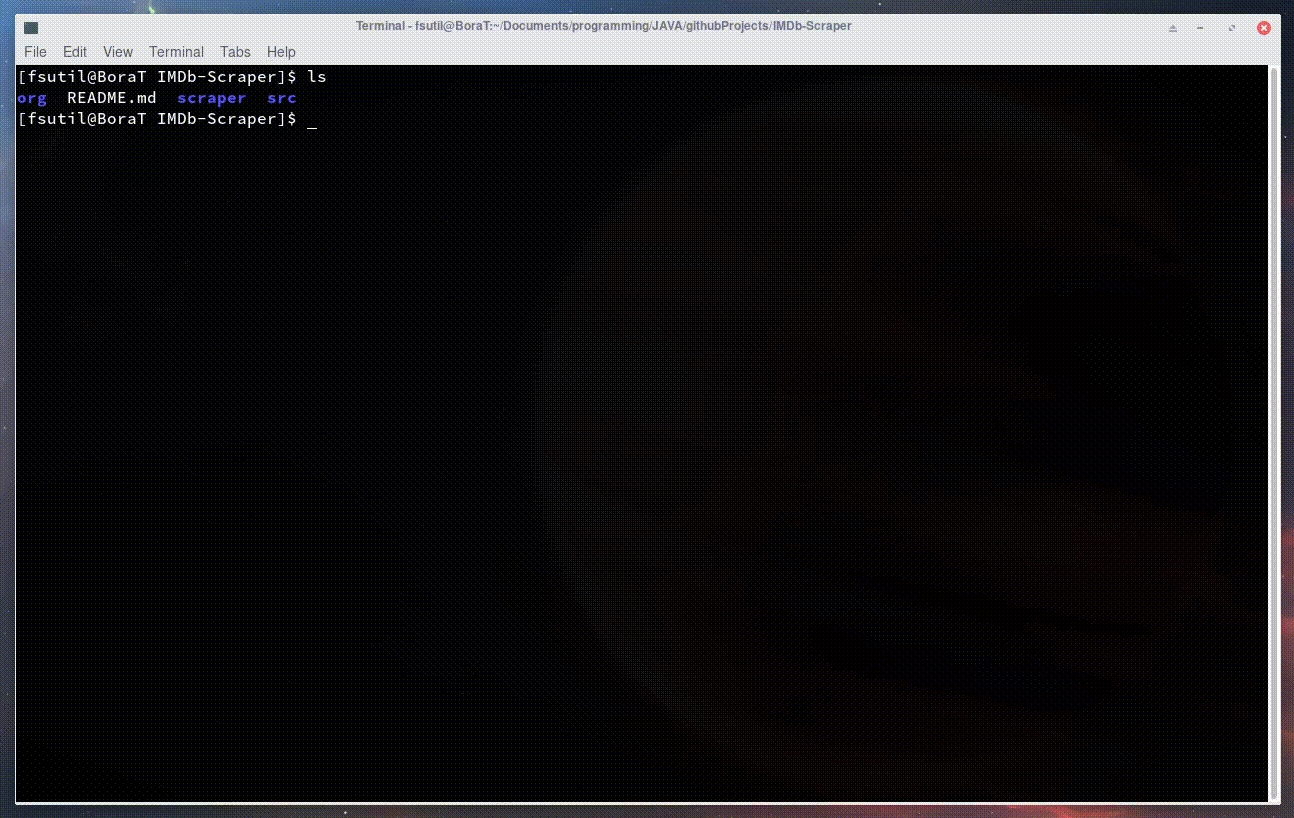 Terminal - fsutil@BoraT:~/Documents/programming/JAVA/githubProjects/IMDb-Scraper
File Edit View Terminal Tabs Help
[fsutil@BoraT IMDb-Scraper]$ ls
org README.md scraper src
[fsutil@BoraT IMDb-Scraper]$ _